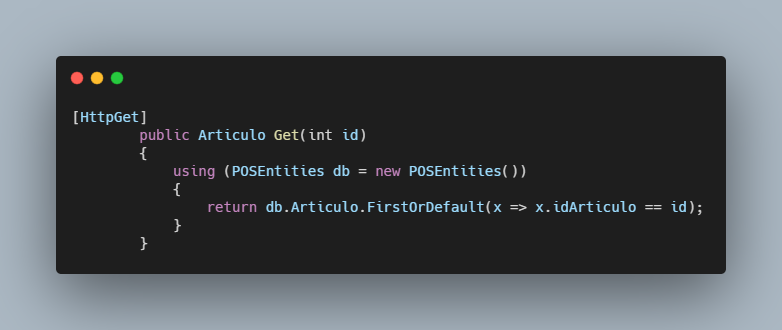 [HttpGet]
public Articulo Get(int id)
{
using (POSEntities db = new POSEntities())
{
return db.Articulo.FirstOrDefault(x => x.idArticulo == id);
}
}